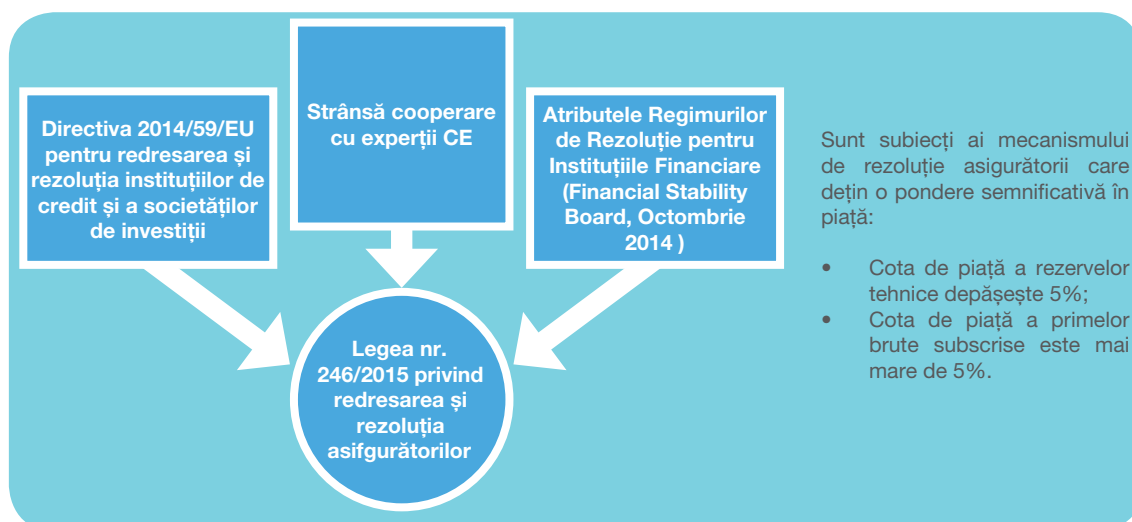 Directiva 2014/59/EU
pentru redresarea și
rezoluția instituțiilor de
credit și a societăților
de investiții
Strânsă cooperare
cu experții CE
Atributele Regimurilor
de Rezoluție pentru
Instituțiile Financiare
(Financial Stability
Board, Octombrie
2014 )
Legea nr.
246/2015 privind
redresarea și
rezoluția
asifgurătorilor
Sunt subiecți ai mecanismului
de rezoluție asigurătorii care
dețin o pondere semnificativă în
piață:
• Cota de piață a rezervelor
tehnice depășește 5%;
• Cota de piață a primelor
brute subscrise este mai
mare de 5%.